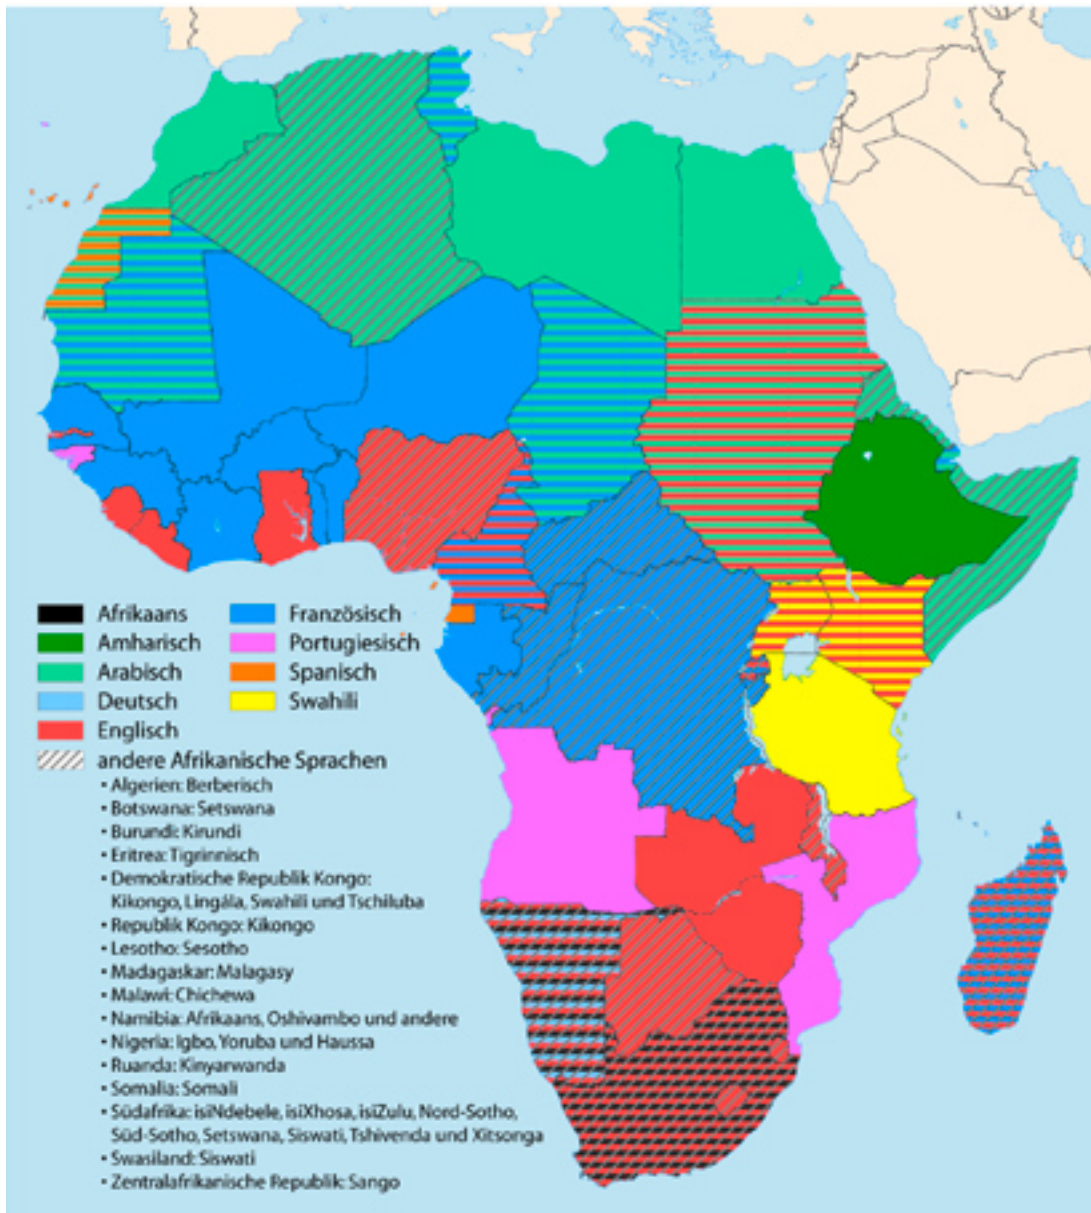 Afrikaans
Amharisch
Arabisch
Deutsch
Englisch
Französisch
Portugiesisch
Spanisch
Swahili
andere Afrikanische Sprachen
• Algerien: Berberisch
• Botswana: Setswana
• Burundi: Kirundi
• Eritrea: Tigrinnisch
• Demokratische Republik Kongo:
Kikongo, Lingála, Swahili und Tschiluba
• Republik Kongo: Kikongo
• Lesotho: Sesotho
• Madagaskar: Malagasy
• Malawi: Chichewa
• Namibia: Afrikaans, Oshivambo und andere
• Nigeria: Igbo, Yoruba und Haussa
• Ruanda: Kinyarwanda
• Somalia: Somali
• Südafrika: isiNdebele, isiXhosa, isiZulu, Nord-Sotho,
Süd-Sotho, Setswana, Siswati, Tshivenda und Xitsonga
• Swasiland: Siswati
• Zentralafrikanische Republik: Sango